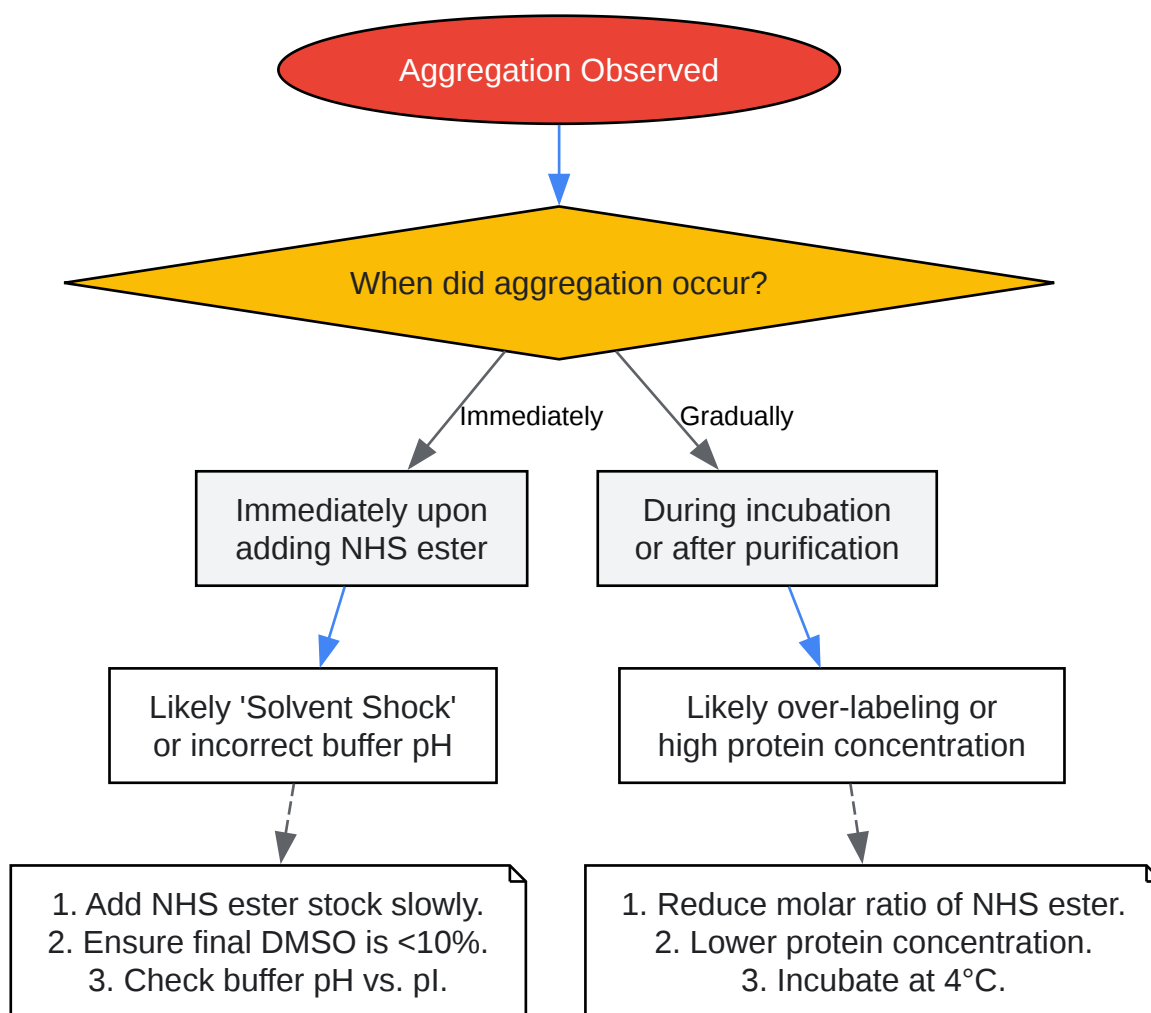 Aggregation Observed
When did aggregation occur?
Immediately
Gradually
Immediately upon
adding NHS ester
During incubation
or after purification
Likely 'Solvent Shock'
or incorrect buffer pH
Likely over-labeling or
high protein concentration
1. Add NHS ester stock slowly.
2. Ensure final DMSO is <10%.
3. Check buffer pH vs. pI.
1. Reduce molar ratio of NHS ester.
2. Lower protein concentration.
3. Incubate at 4°C.